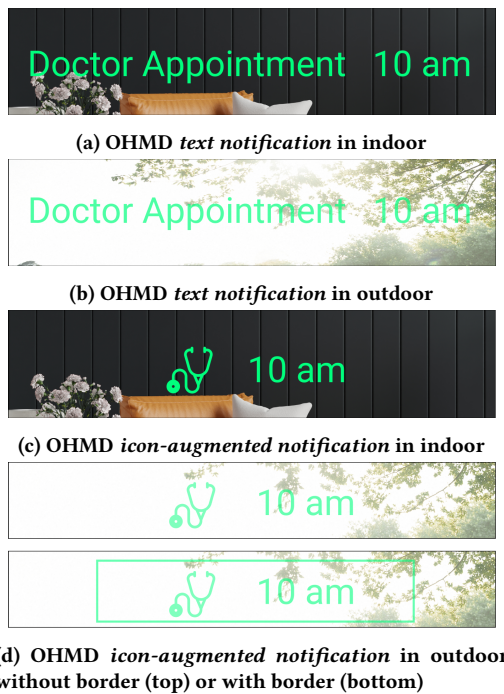 Doctor Appointment 10 am
(a) OHMD text notification in indoor
Doctor Appointment 10 am
(b) OHMD text notification in outdoor
10 am
(c) OHMD icon-augmented notification in indoor
10 am
10 am
(d) OHMD icon-augmented notification in outdoor
without border (top) or with border (bottom)